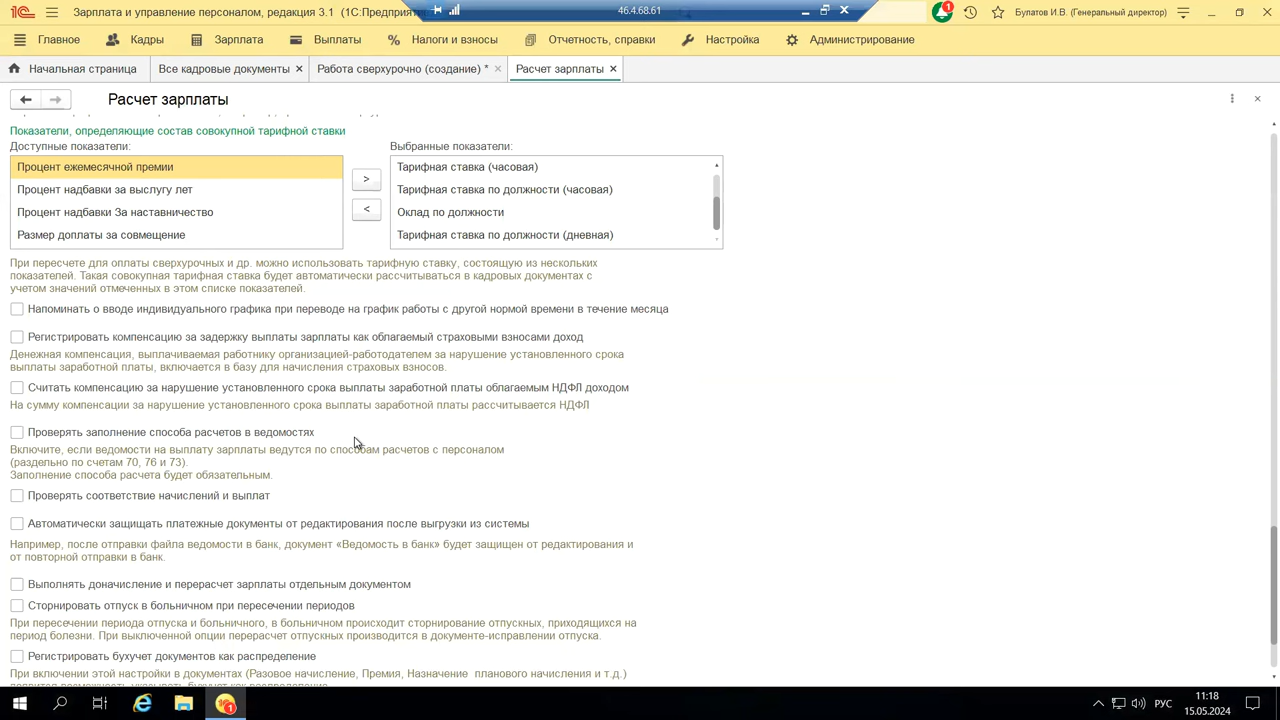 Зарплата и управление персоналом, редакция 3.1 (1С:Предприятие
46.4.68.61
1
Булатов И.В. (Генеральный директор)
Главное
Кадры
Зарплата
Выплаты
Налоги и взносы
Отчетность, справки
Настройка
Администрирование
Начальная страница
Все кадровые документы
Работа сверхурочно (создание) *
Расчет зарплаты
Расчет зарплаты
Показатели, определяющие состав совокупной тарифной ставки
Доступные показатели:
Выбранные показатели:
Процент ежемесячной премии
Процент надбавки за выслугу лет
Процент надбавки За наставничество
Размер доплаты за совмещение
>
<
Тарифная ставка (часовая)
Тарифная ставка по должности (часовая)
Оклад по должности
Тарифная ставка по должности (дневная)
При пересчете для оплаты сверхурочных и др. можно использовать тарифную ставку, состоящую из нескольких
показателей. Такая совокупная тарифная ставка будет автоматически рассчитываться в кадровых документах с
учетом значений отмеченных в этом списке показателей.
Напоминать о вводе индивидуального графика при переводе на график работы с другой нормой времени в течение месяца
Регистрировать компенсацию за задержку выплаты зарплаты как облагаемый страховыми взносами доход
Денежная компенсация, выплачиваемая работнику организацией-работодателем за нарушение установленного срока
выплаты заработной платы, включается в базу для начисления страховых взносов.
Считать компенсацию за нарушение установленного срока выплаты заработной платы облагаемым НДФЛ доходом
На сумму компенсации за нарушение установленного срока выплаты заработной платы рассчитывается НДФЛ
Проверять заполнение способа расчетов в ведомостях
Включите, если ведомости на выплату зарплаты ведутся по способам расчетов с персоналом
(раздельно по счетам 70, 76 и 73).
Заполнение способа расчета будет обязательным.
Проверять соответствие начислений и выплат
Автоматически защищать платежные документы от редактирования после выгрузки из системы
Например, после отправки файла ведомости в банк, документ «Ведомость в банк» будет защищен от редактирования и
от повторной отправки в банк.
Выполнять доначисление и перерасчет зарплаты отдельным документом
Сторнировать отпуск в больничном при пересечении периодов
При пересечении периода отпуска и больничного, в больничном происходит сторнирование отпускных, приходящихся на
период болезни. При выключенной опции перерасчет отпускных производится в документе-исправлении отпуска.
Регистрировать бухучет документов как распределение
При включении этой настройки в документах (Разовое начисление, Премия, Назначение планового начисления и т.д.)
1
РУС
11:18
15.05.2024